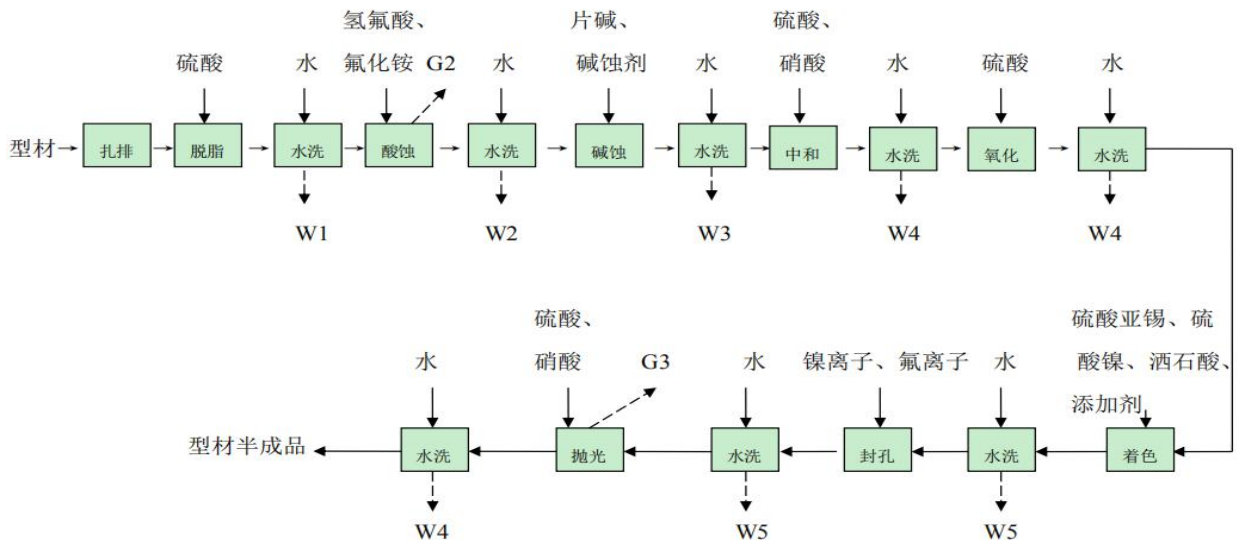 氢氟酸、 片碱、 硫酸、
硫酸 水 氟化铵 G2 水 碱蚀剂 水 硝酸 水 硫酸 水
型材 扎排 脱脂 水洗 酸蚀 水洗 碱蚀 水洗 中和 水洗 氧化 水洗
W1 W2 W3 W4 W4
硫酸、 硫酸亚锡、硫
水 硝酸 G3 水 镍离子、氟离子 水 酸镍、洒石酸、
添加剂
型材半成品 水洗 抛光 水洗 封孔 水洗 着色
W4 W5 W5